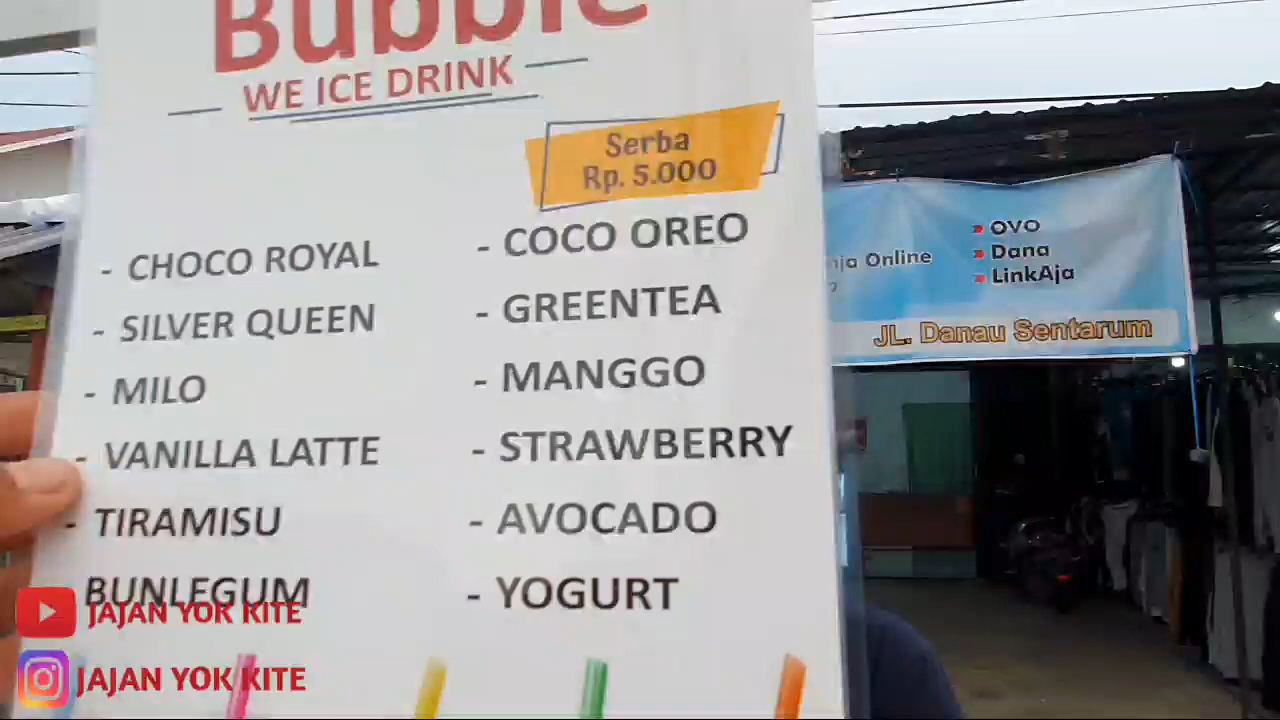 Bubble
WE ICE DRINK
Serba
Rp. 5.000
- CHOCO ROYAL
- SILVER QUEEN
- MILO
- VANILLA LATTE
- TIRAMISU
BUNLEGUM
- COCO OREO
- GREENTEA
- MANGGO
- STRAWBERRY
- AVOCADO
- YOGURT
Online
» OVO
» Dana
» LinkAja
JL. Danau Sentarum
JAJAN YOK KITE
JAJAN YOK KITE